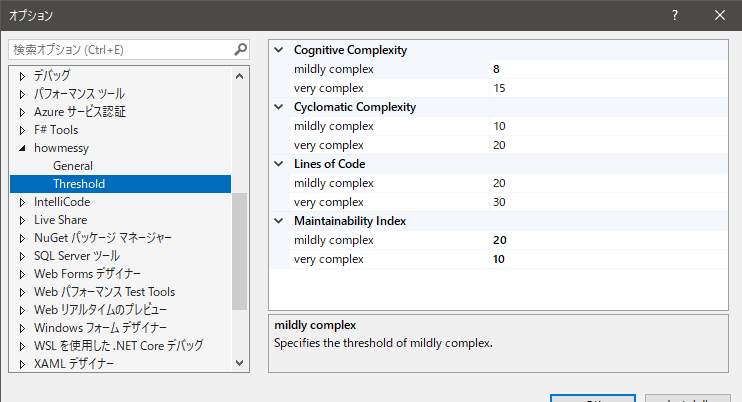 オプション
?
検索オプション (Ctrl+E)
デバッグ
パフォーマンス ツール
Azure サービス認証
F# Tools
howmessy
General
Threshold
IntelliCode
Live Share
NuGet パッケージ マネージャー
SQL Server ツール
Web Forms デザイナー
Web パフォーマンス Test Tools
Web リアルタイムのプレビュー
Windows フォーム デザイナー
WSL を使用した .NET Core デバッグ
XAML デザイナー
Cognitive Complexity
mildly complex 8
very complex 15
Cyclomatic Complexity
mildly complex 10
very complex 20
Lines of Code
mildly complex 20
very complex 30
Maintainability Index
mildly complex 20
very complex 10
mildly complex
Specifies the threshold of mildly complex.